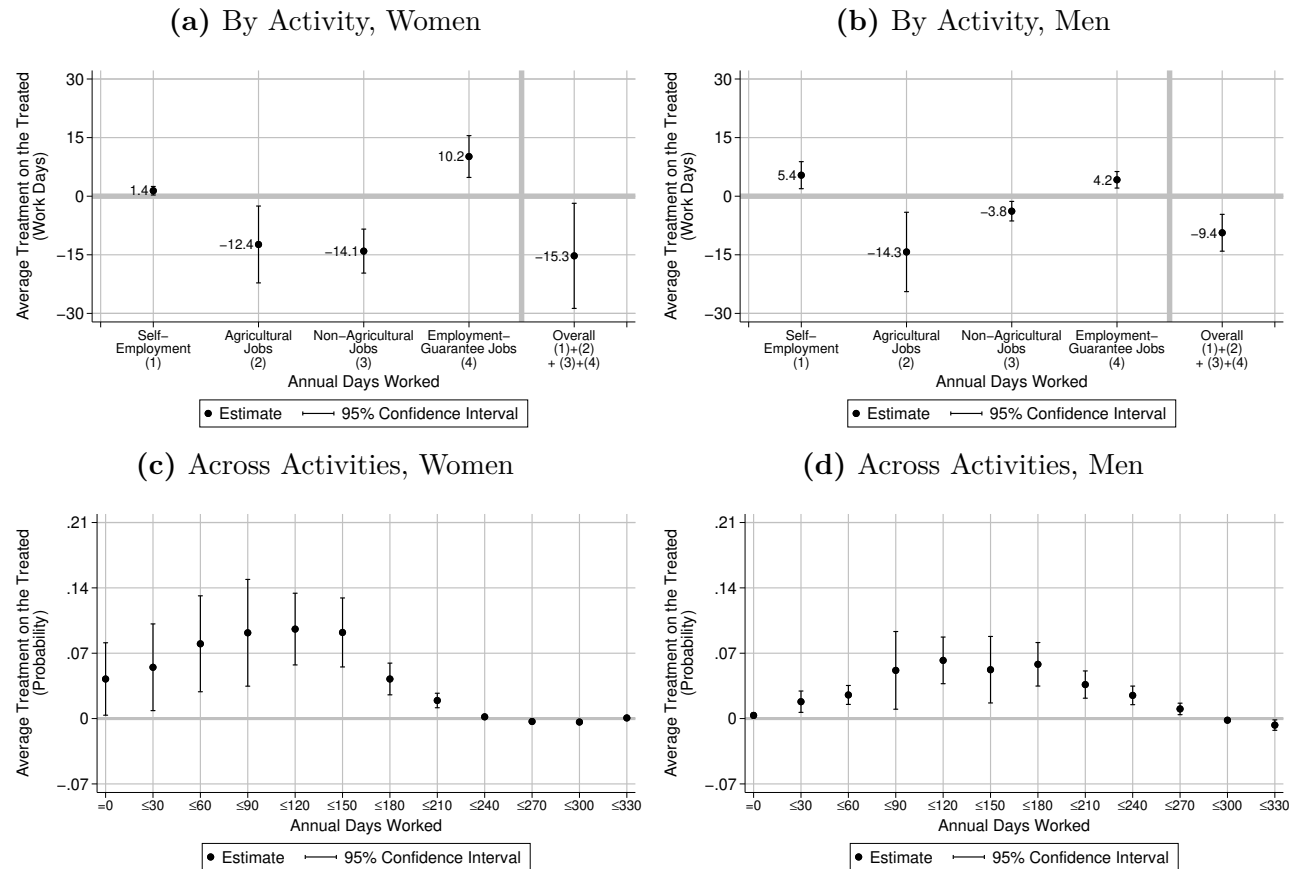 (a) By Activity, Women
Average Treatment on the Treated
(Work Days)
30
15
0
−15
−30
1.4
−12.4
−14.1
10.2
−15.3
Self−
Employment
(1)
Agricultural
Jobs
(2)
Non−Agricultural
Jobs
(3)
Employment−
Guarantee Jobs
(4)
Overall
(1)+(2)
+ (3)+(4)
Annual Days Worked
Estimate 95% Confidence Interval
(b) By Activity, Men
Average Treatment on the Treated
(Work Days)
30
15
0
−15
−30
5.4
−14.3
−3.8
4.2
−9.4
Self−
Employment
(1)
Agricultural
Jobs
(2)
Non−Agricultural
Jobs
(3)
Employment−
Guarantee Jobs
(4)
Overall
(1)+(2)
+ (3)+(4)
Annual Days Worked
Estimate 95% Confidence Interval
(c) Across Activities, Women
Average Treatment on the Treated
(Probability)
.21
.14
.07
0
−.07
=0 ≤30 ≤60 ≤90 ≤120 ≤150 ≤180 ≤210 ≤240 ≤270 ≤300 ≤330
Annual Days Worked
Estimate 95% Confidence Interval
(d) Across Activities, Men
Average Treatment on the Treated
(Probability)
.21
.14
.07
0
−.07
=0 ≤30 ≤60 ≤90 ≤120 ≤150 ≤180 ≤210 ≤240 ≤270 ≤300 ≤330
Annual Days Worked
Estimate 95% Confidence Interval